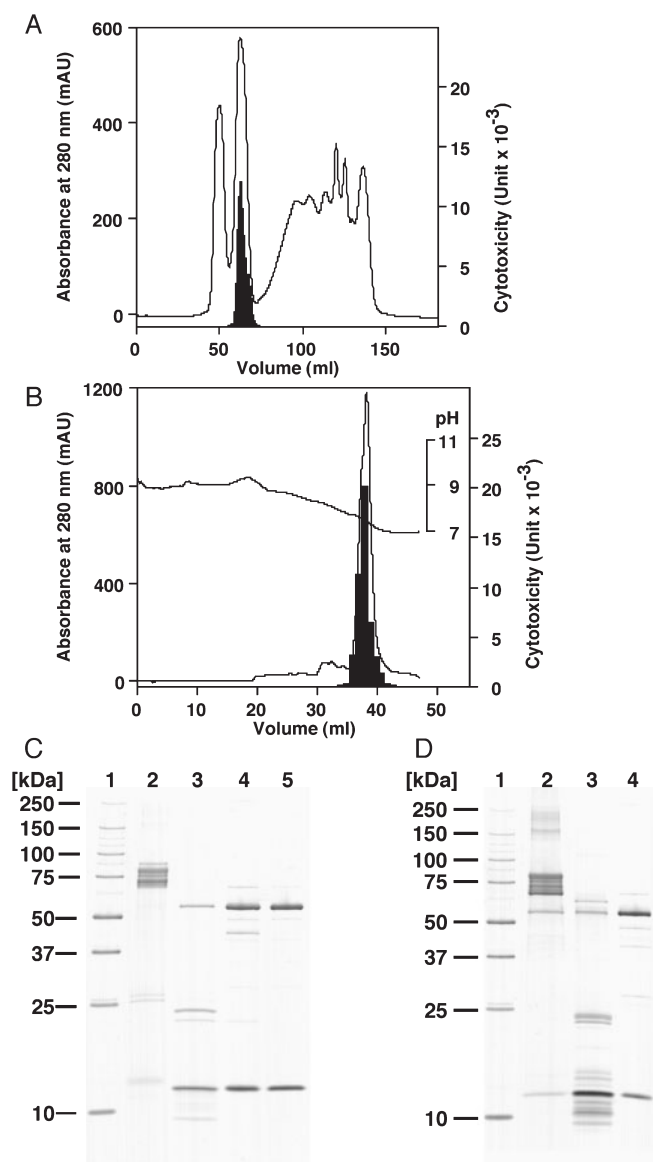 A
Absorbance at 280 nm (mAU)
600
400
200
0
20
15
10
5
0
Cytotoxicity (Unit x 10-3)
0 50 100 150
Volume (ml)
B
Absorbance at 280 nm (mAU)
1200
800
400
0
pH
11
9
7
25
20
15
10
5
0
Cytotoxicity (Unit x 10-3)
0 10 20 30 40 50
Volume (ml)
C
[kDa] 1 2 3 4 5
250
150
100
75
50
37
25
10
D
[kDa] 1 2 3 4
250
150
100
75
50
37
25
10